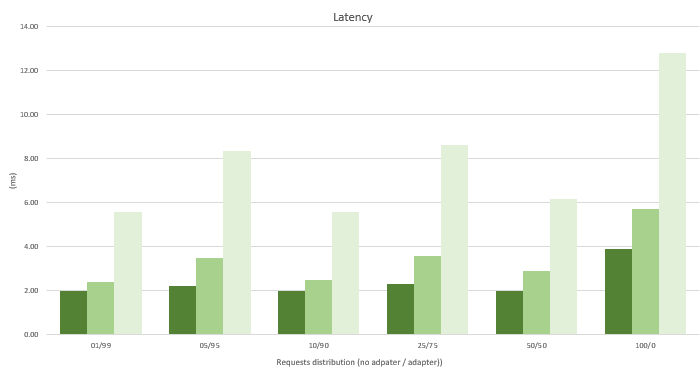 Latency
14.00
12.00
10.00
8.00
6.00
4.00
2.00
0.00
(ms)
01/99 05/95 10/90 25/75 50/50 100/0
Requests distribution (no adpater / adapter))